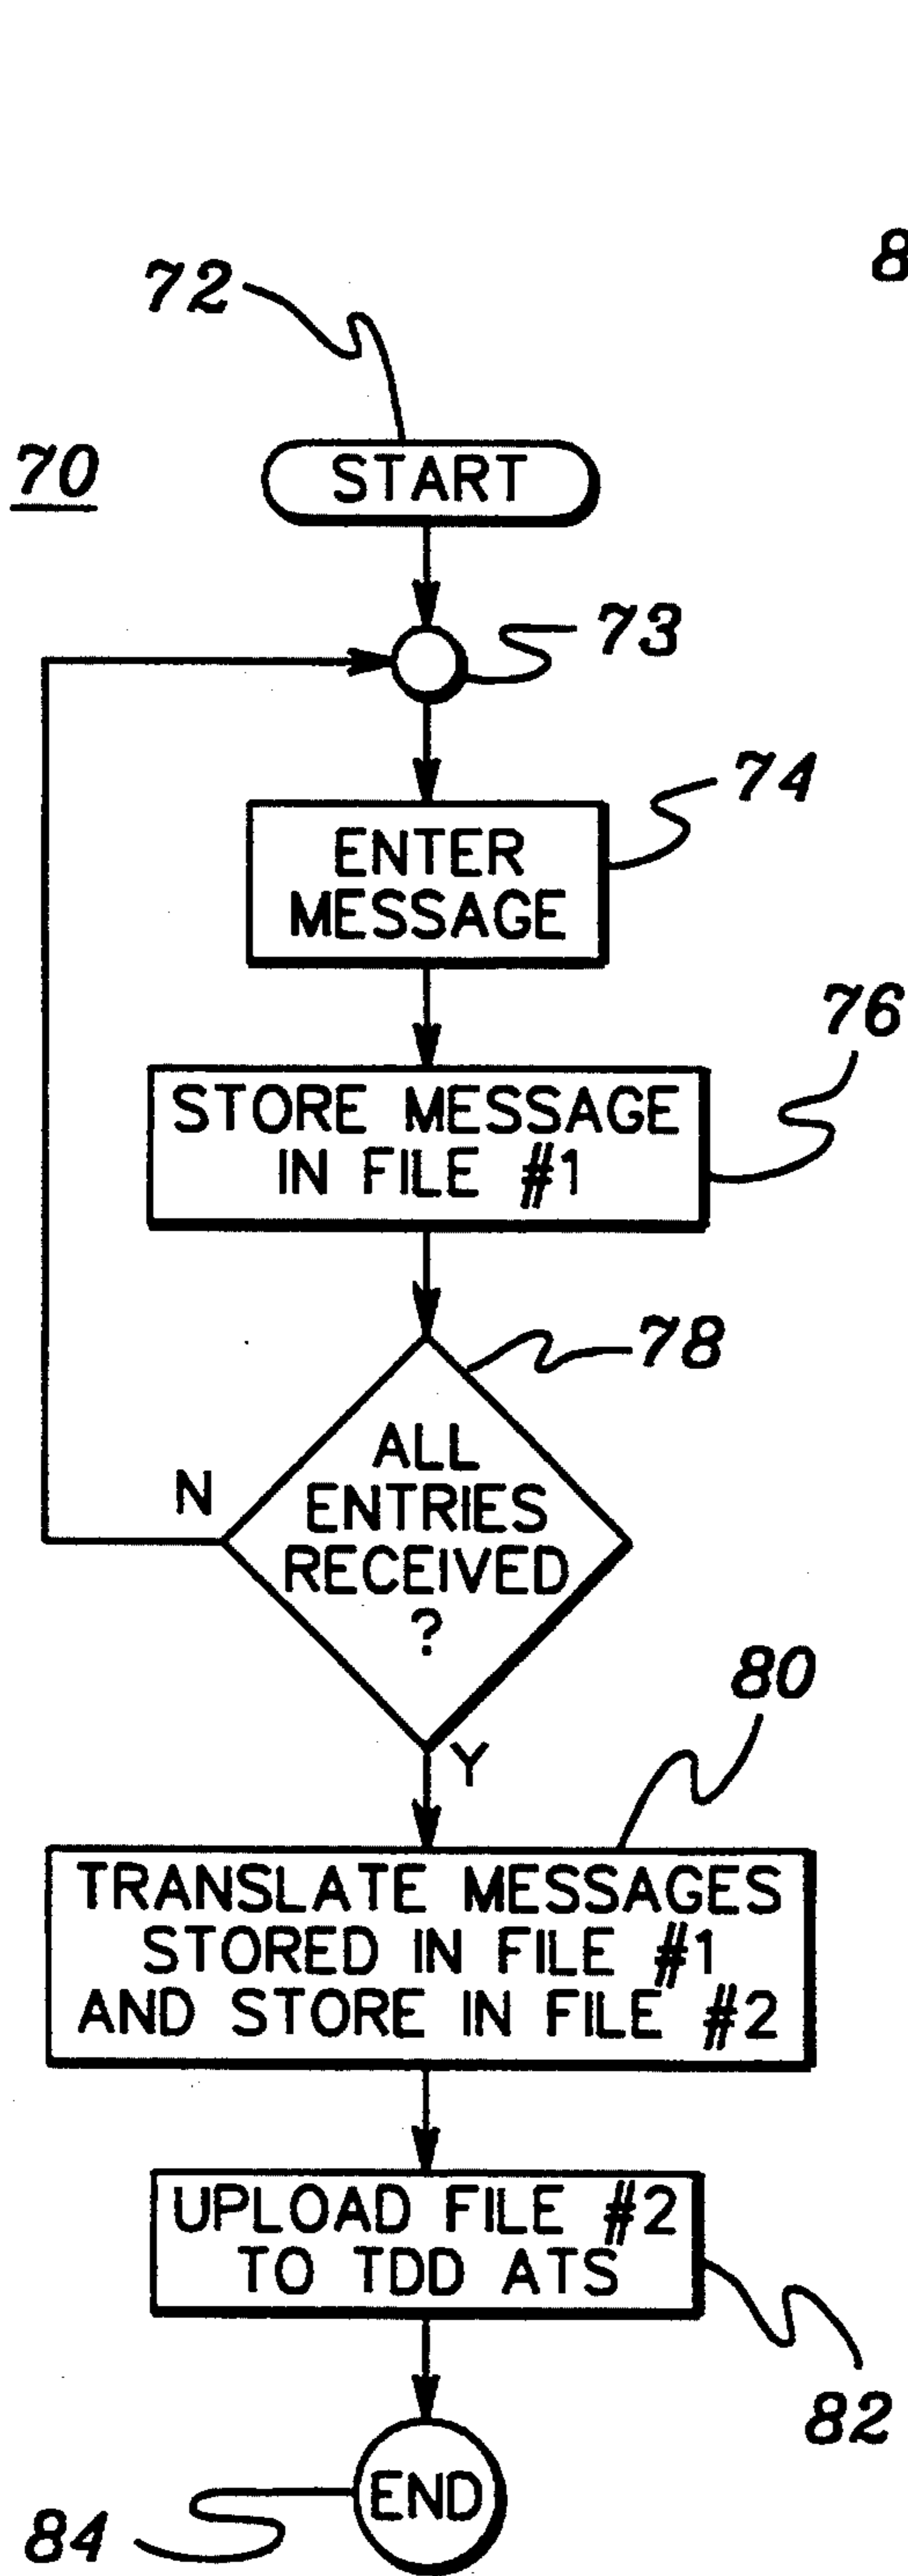 72
8
70
START
73
74
ENTER
MESSAGE
76
STORE MESSAGE
IN FILE #1
78
ALL
ENTRIES
RECEIVED
?
N
Y
80
TRANSLATE MESSAGES
STORED IN FILE #1
AND STORE IN FILE #2
UPLOAD FILE #2
TO TDD ATS
82
END
84